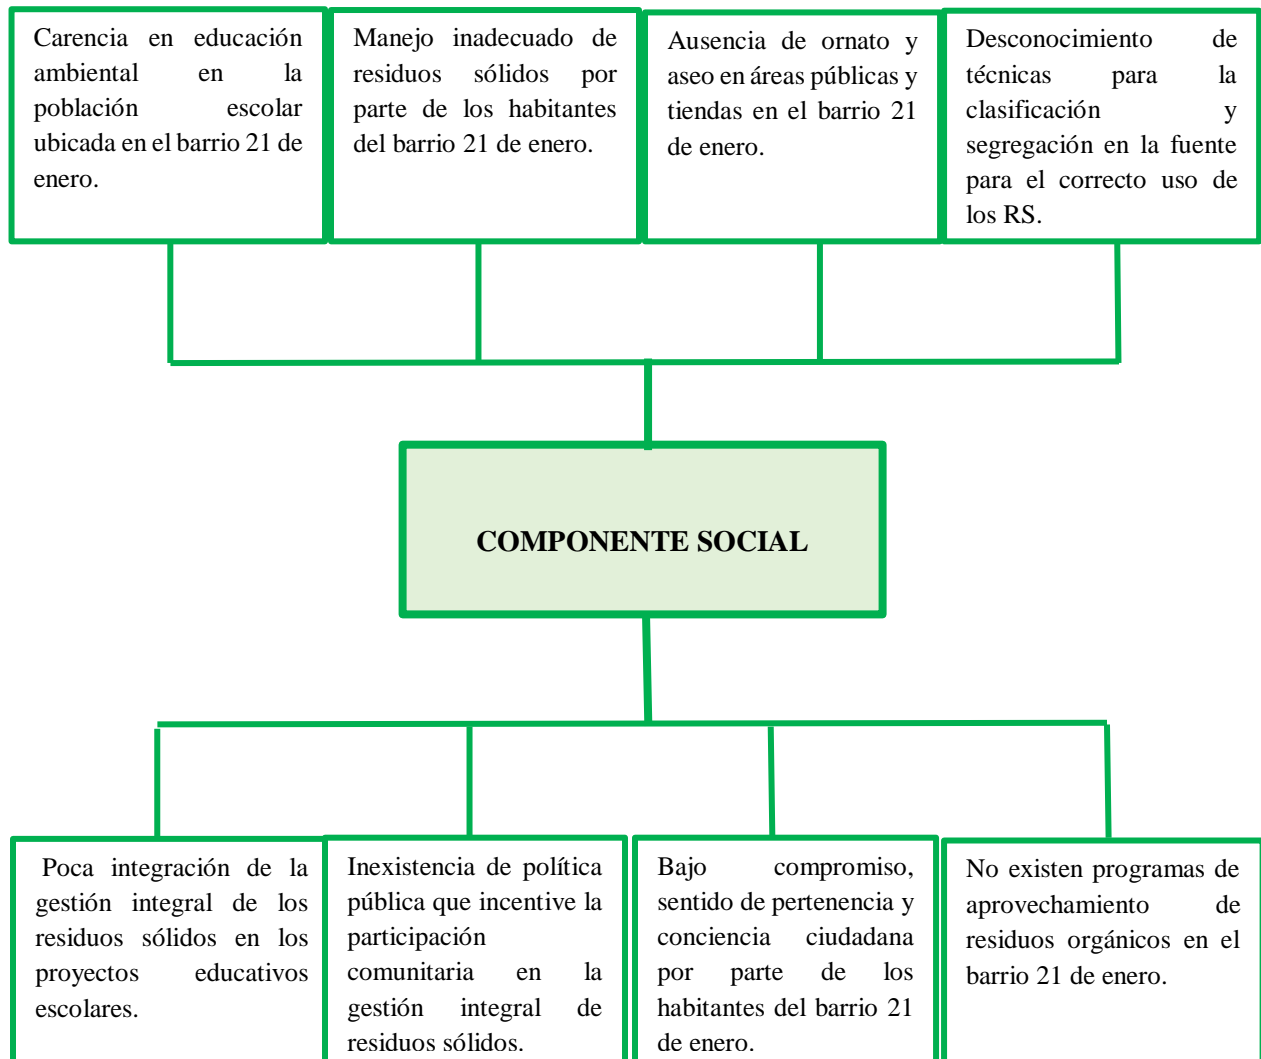 Carencia en educación
ambiental en la
población escolar
ubicada en el barrio 21 de
enero.
Manejo inadecuado de
residuos sólidos por
parte de los habitantes
del barrio 21 de enero.
Ausencia de ornato y
aseo en áreas públicas y
tiendas en el barrio 21
de enero.
Desconocimiento de
técnicas para la
clasificación y
segregación en la fuente
para el correcto uso de
los RS.
COMPONENTE SOCIAL
Poca integración de la
gestión integral de los
residuos sólidos en los
proyectos educativos
escolares.
Inexistencia de política
pública que incentive la
participación
comunitaria en la
gestión integral de
residuos sólidos.
Bajo compromiso,
sentido de pertenencia y
conciencia ciudadana
por parte de los
habitantes del barrio 21
de enero.
No existen programas de
aprovechamiento de
residuos orgánicos en el
barrio 21 de enero.